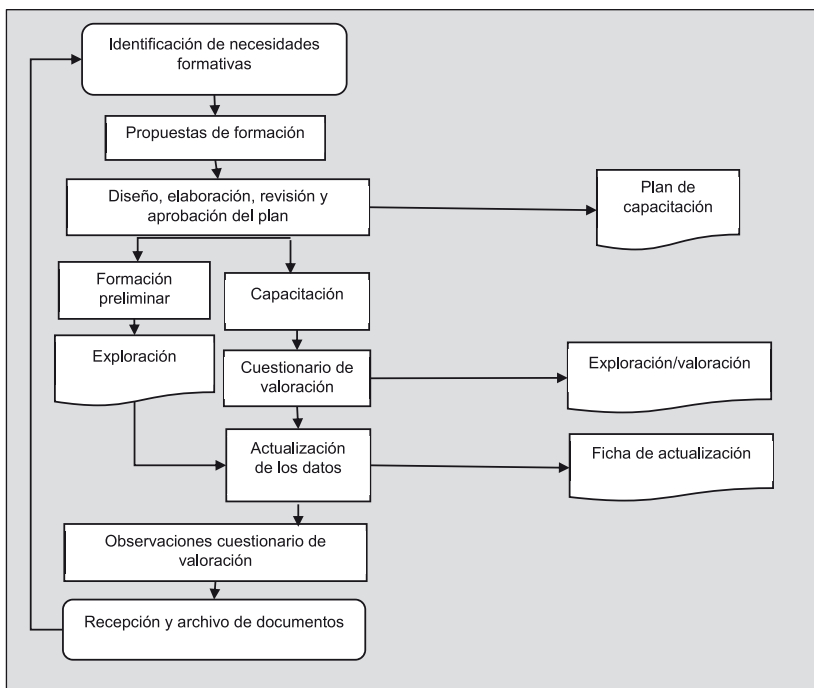 Identificación de necesidades
formativas
Propuestas de formación
Diseño, elaboración, revisión y
aprobación del plan
Plan de
capacitación
Formación
preliminar
Capacitación
Exploración
Cuestionario de
valoración
Exploración/valoración
Actualización
de los datos
Ficha de actualización
Observaciones cuestionario de
valoración
Recepción y archivo de documentos